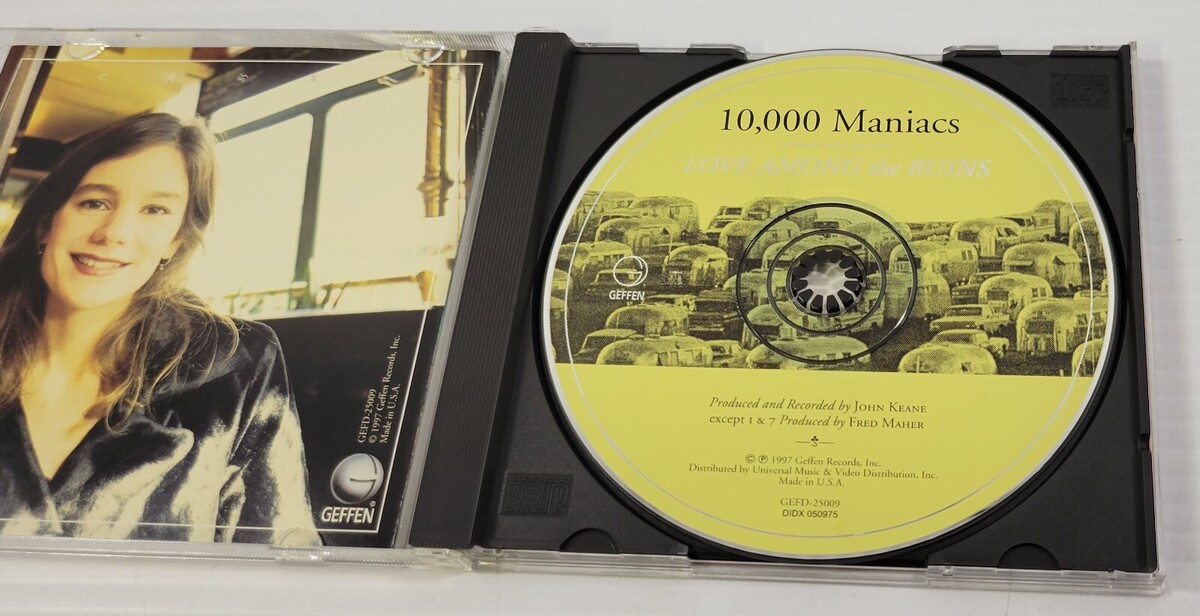 GEFD-25009
© 1997 Geffen Records, Inc.
Made in U.S.A.
GEFFEN
10,000 Maniacs
LOVE AMONG the RUINS
GEFFEN
Produced and Recorded by JOHN KEANE
except 1 & 7 Produced by FRED MAHER
© ℗ 1997 Geffen Records, Inc.
Distributed by Universal Music & Video Distribution, Inc.
Made in U.S.A.
GEFD-25009
DIDX 050975